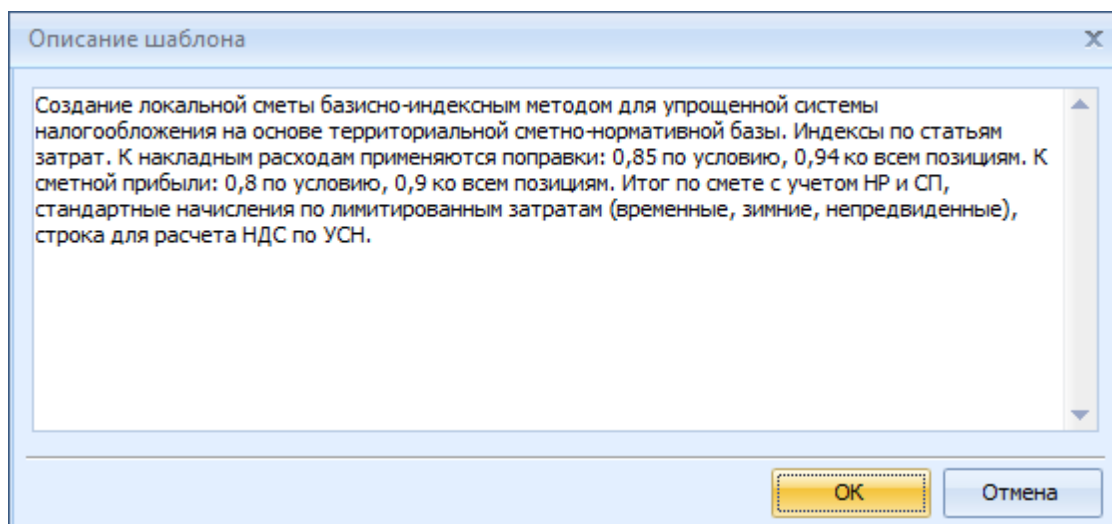 Описание шаблона
Создание локальной сметы базисно-индексным методом для упрощенной системы
налогообложения на основе территориальной сметно-нормативной базы. Индексы по статьям
затрат. К накладным расходам применяются поправки: 0,85 по условию, 0,94 ко всем позициям. К
сметной прибыли: 0,8 по условию, 0,9 ко всем позициям. Итог по смете с учетом НР и СП,
стандартные начисления по лимитированным затратам (временные, зимние, непредвиденные),
строка для расчета НДС по УСН.
ОК
Отмена